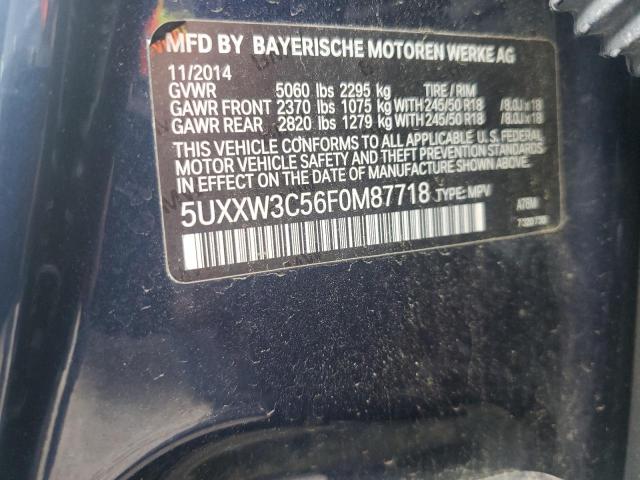 MFD BY BAYERISCHE MOTOREN WERKE AG
11/2014
GVWR 5060 lbs 2295 kg TIRE / RIM
GAWR FRONT 2370 lbs 1075 kg WITH 245/50 R18 /8.0J x 18
GAWR REAR 2820 lbs 1279 kg WITH 245/50 R18 /8.0J x 18
THIS VEHICLE CONFORMS TO ALL APPLICABLE U.S. FEDERAL
MOTOR VEHICLE SAFETY AND THEFT PREVENTION STANDARDS
IN EFFECT ON THE DATE OF MANUFACTURE SHOWN ABOVE.
5UXXW3C56F0M87718 TYPE: MPV
A76M